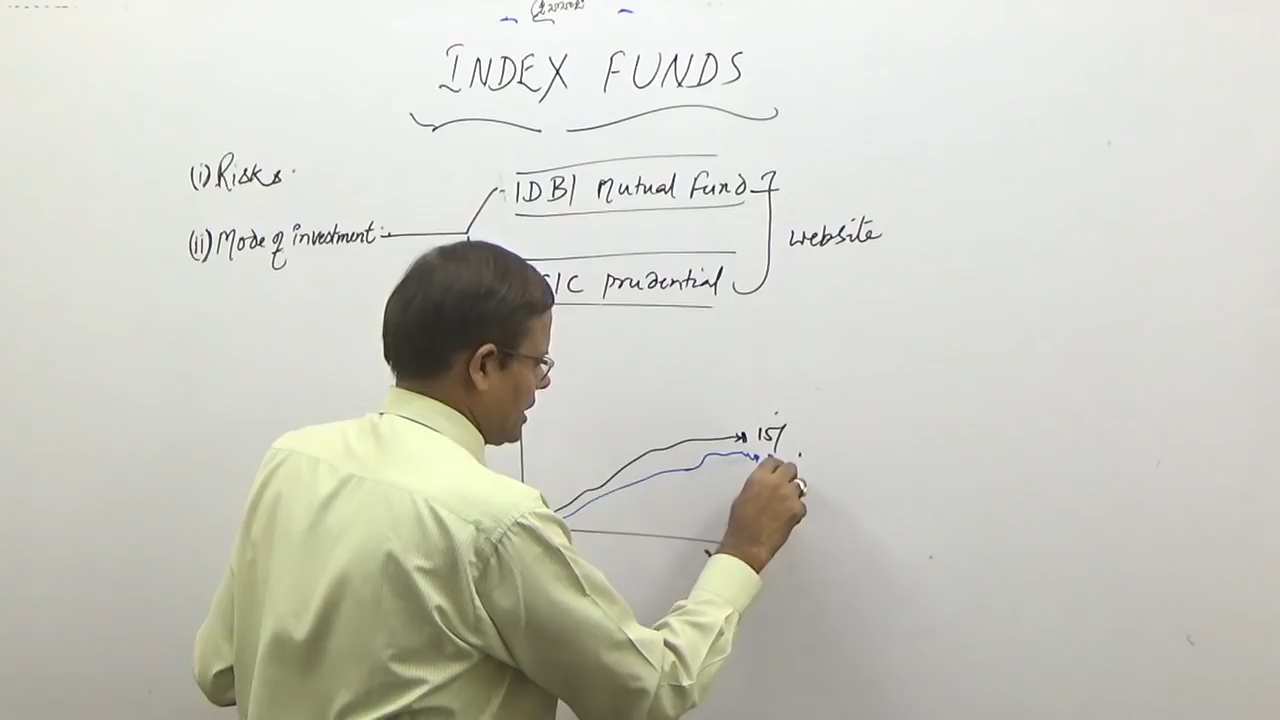 INDEX FUNDS
(i) Risks
IDBI Mutual Fund
(ii) Mode of investment:
website
prudential
15%